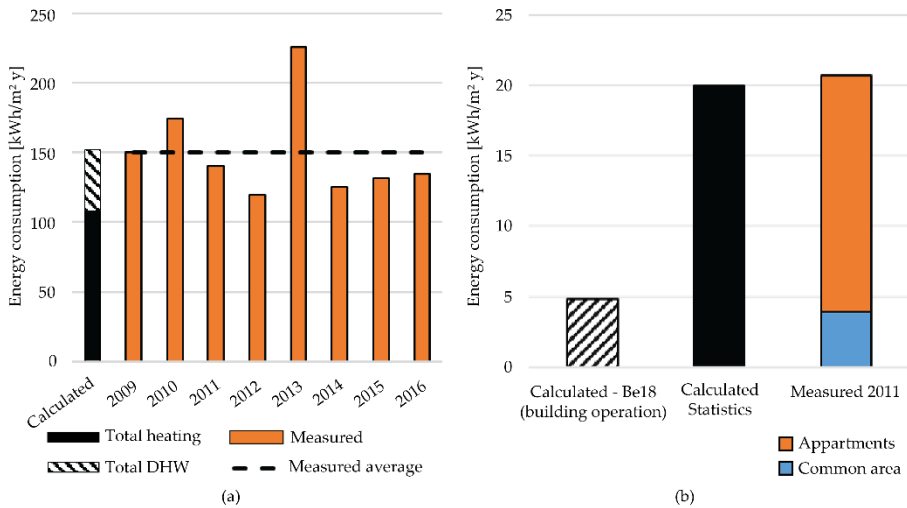 Energy consumption [kWh/m² y]
250
200
150
100
50
0
Calculated
2009
2010
2011
2012
2013
2014
2015
2016
Total heating
Measured
Total DHW
Measured average
(a)
Energy consumption [kWh/m² y]
25
20
15
10
5
0
Calculated - Be18
(building operation)
Calculated
Statistics
Measured 2011
Appartments
Common area
(b)